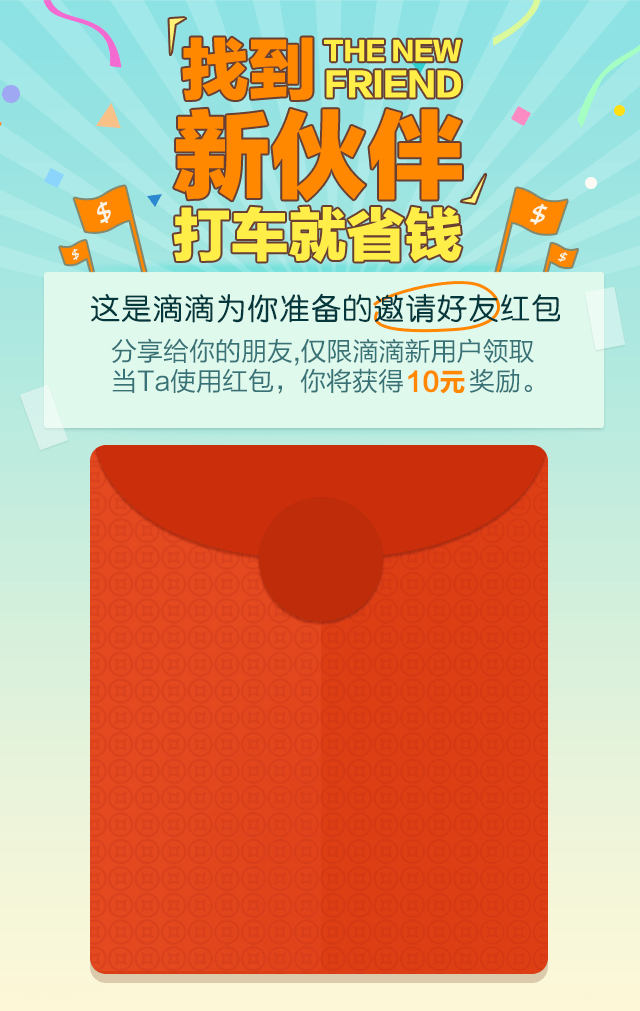 找到 THE NEW FRIEND
新伙伴
打车就省钱
这是滴滴为你准备的邀请好友红包
分享给你的朋友,仅限滴滴新用户领取
当Ta使用红包，你将获得10元奖励。
$
$
$
$